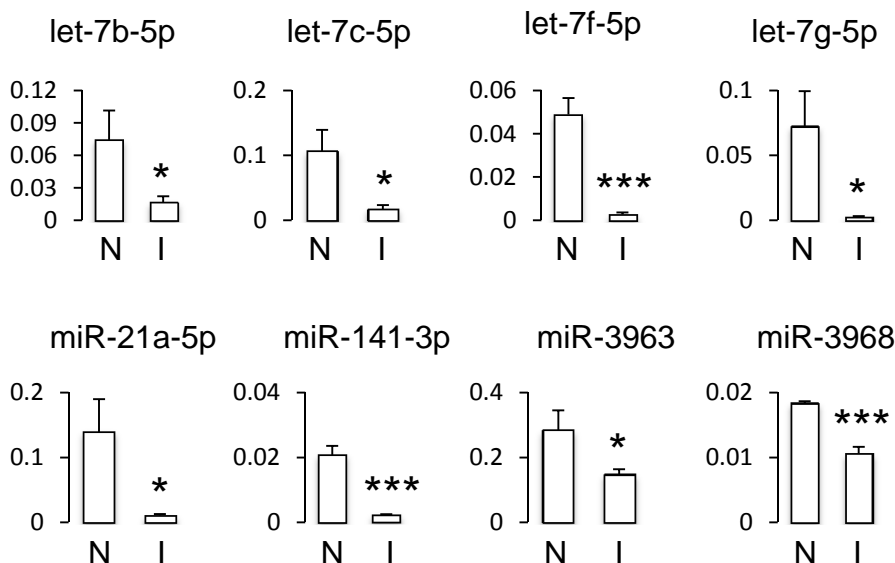 let-7b-5p let-7c-5p let-7f-5p let-7g-5p
0.12 0.2 0.06 0.1
0.09
0.04
0.06 0.1 0.05
* * *** *
0.03 0.02
0 0 0 0
N I N I N I N I
miR-21a-5p miR-141-3p miR-3963 miR-3968
0.2 0.04 0.4 0.02
* *** * ***
0.1 0.02 0.2 0.01
0 0 0 0
N I N I N I N I